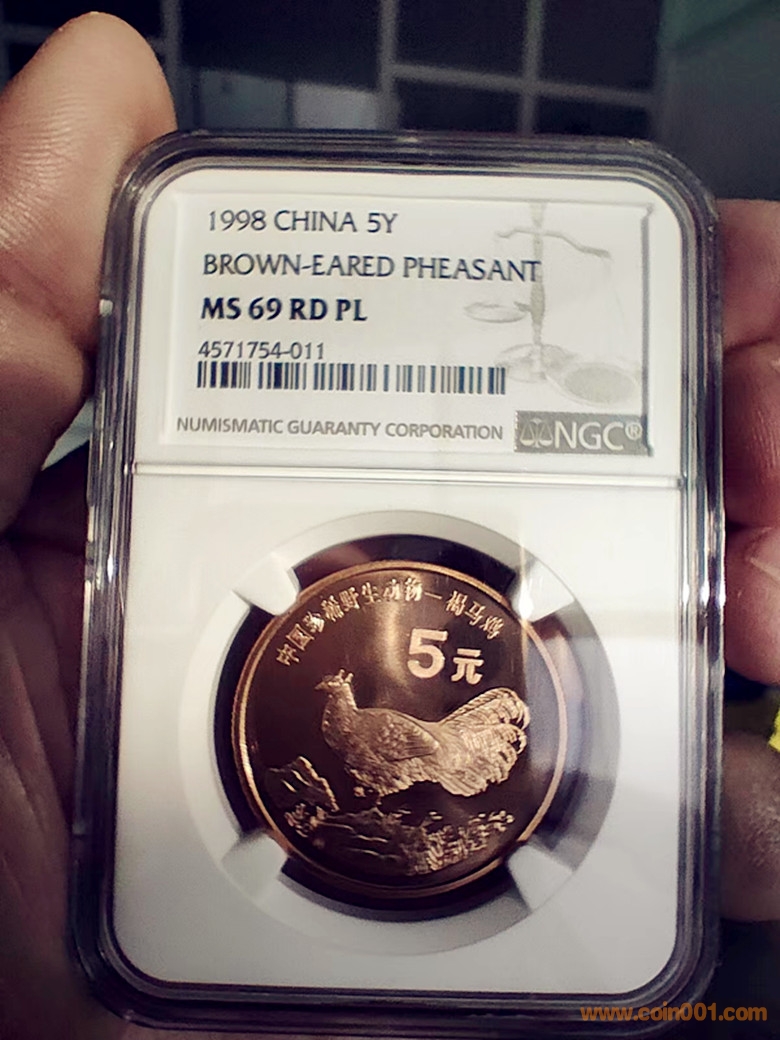 1998 CHINA 5Y
BROWN-EARED PHEASANT
MS 69 RD PL
4571754-011
NUMISMATIC GUARANTY CORPORATION
NGC®
中国珍稀野生动物—褐马鸡
5元
www.coin001.com